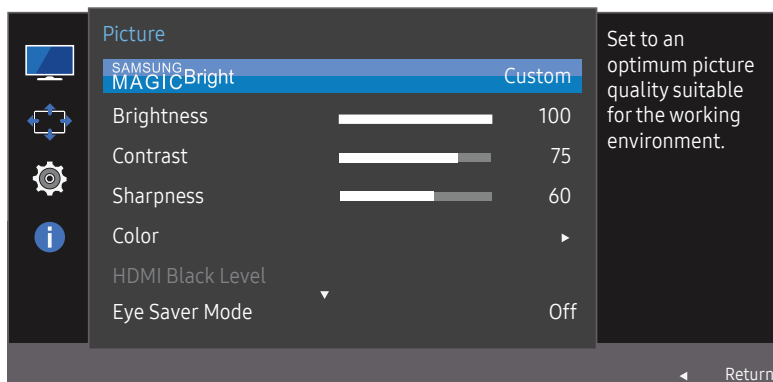 Picture
SAMSUNG
MAGICBright Custom
Brightness 100
Contrast 75
Sharpness 60
Color
HDMI Black Level
Eye Saver Mode Off
Set to an
optimum picture
quality suitable
for the working
environment.
Return